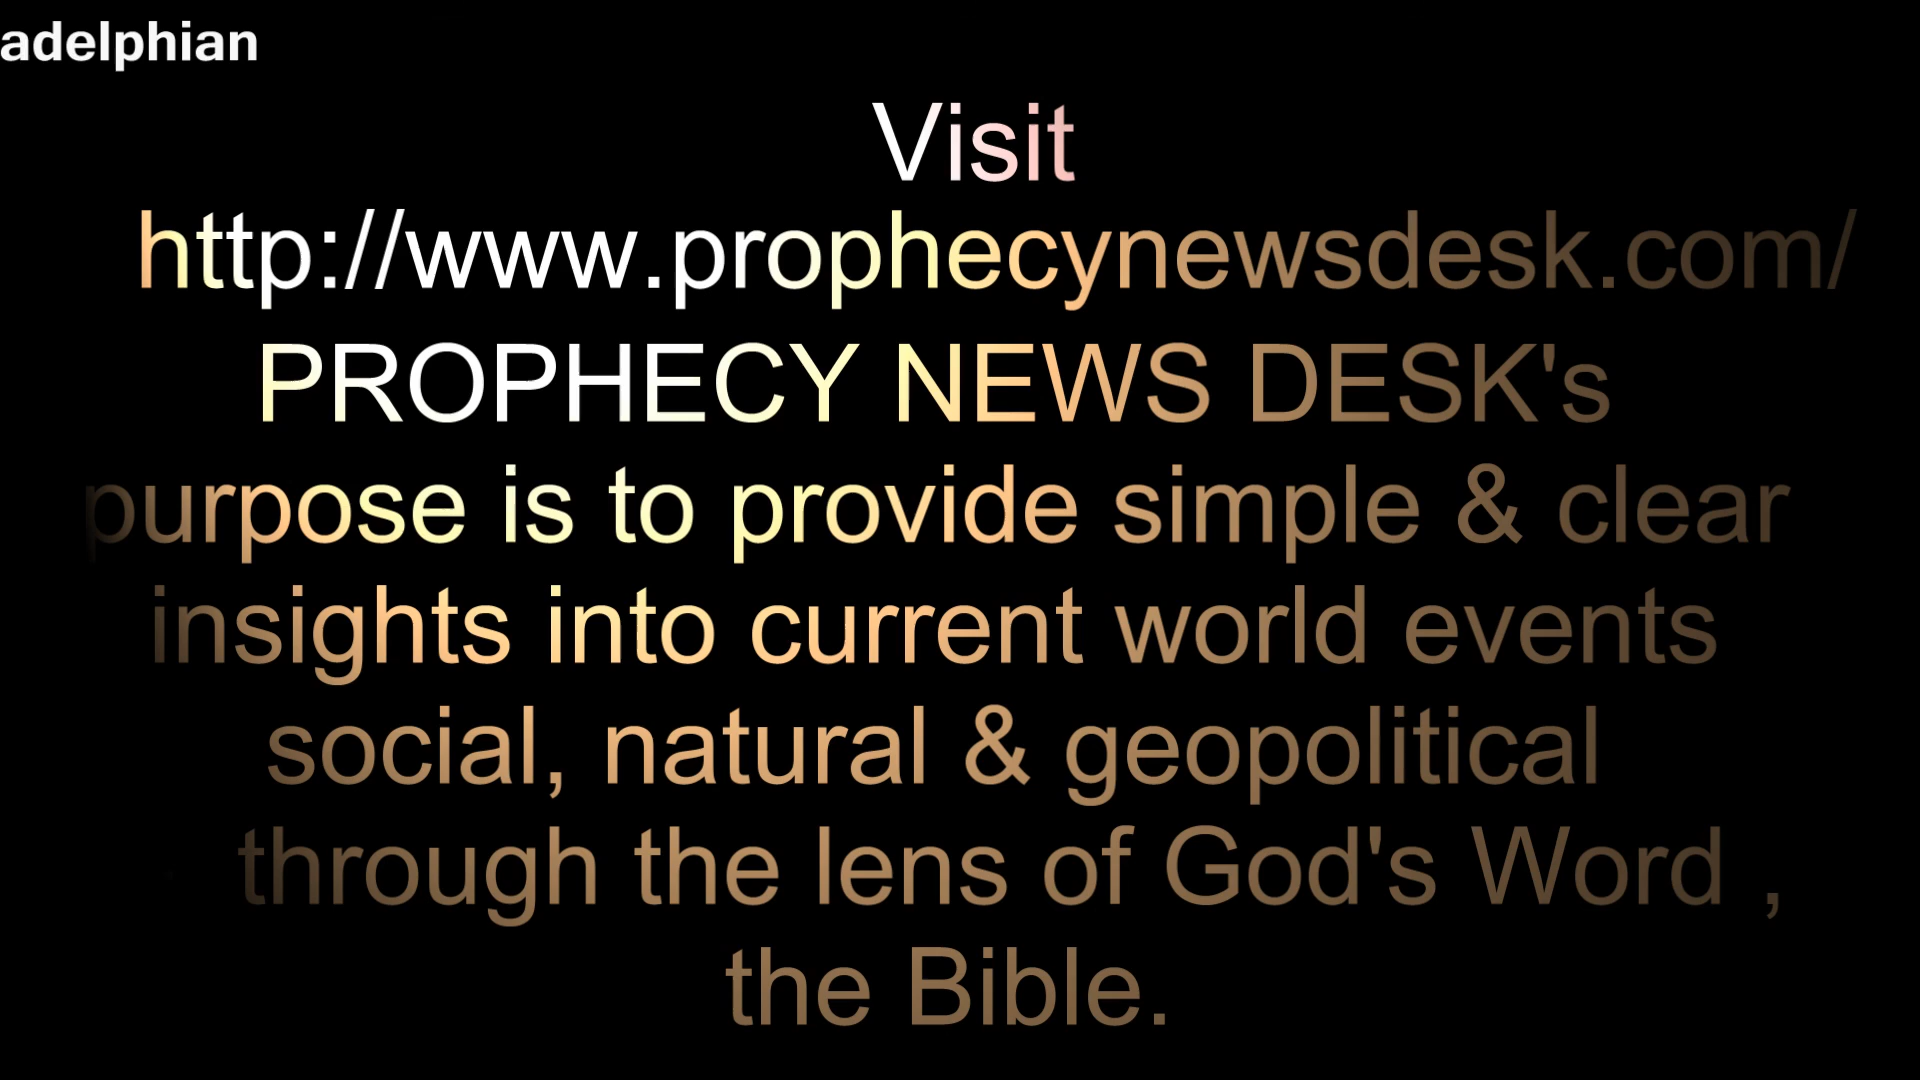 adelphian
Visit
http://www.prophecynewsdesk.com/
PROPHECY NEWS DESK's
purpose is to provide simple & clear
insights into current world events
social, natural & geopolitical
through the lens of God's Word ,
the Bible.